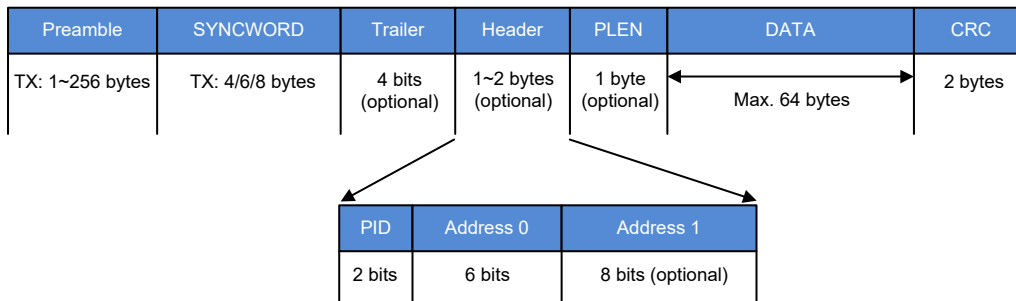 Preamble SYNCWORD Trailer Header PLEN DATA CRC
TX: 1~256 bytes TX: 4/6/8 bytes 4 bits 1~2 bytes 1 byte 2 bytes
(optional) (optional) (optional) Max. 64 bytes
PID Address 0 Address 1
2 bits 6 bits 8 bits (optional)